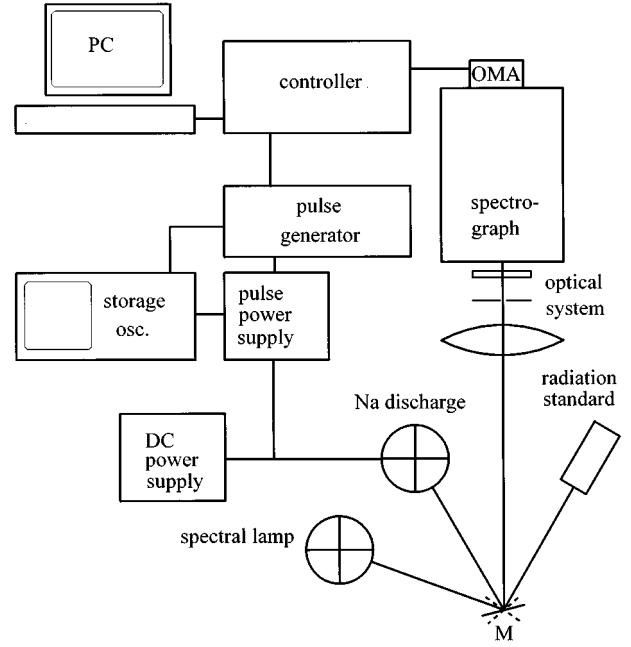 PC
controller
OMA
pulse
generator
spectro-
graph
storage
osc.
pulse
power
supply
optical
system
radiation
standard
Na discharge
DC
power
supply
spectral lamp
M